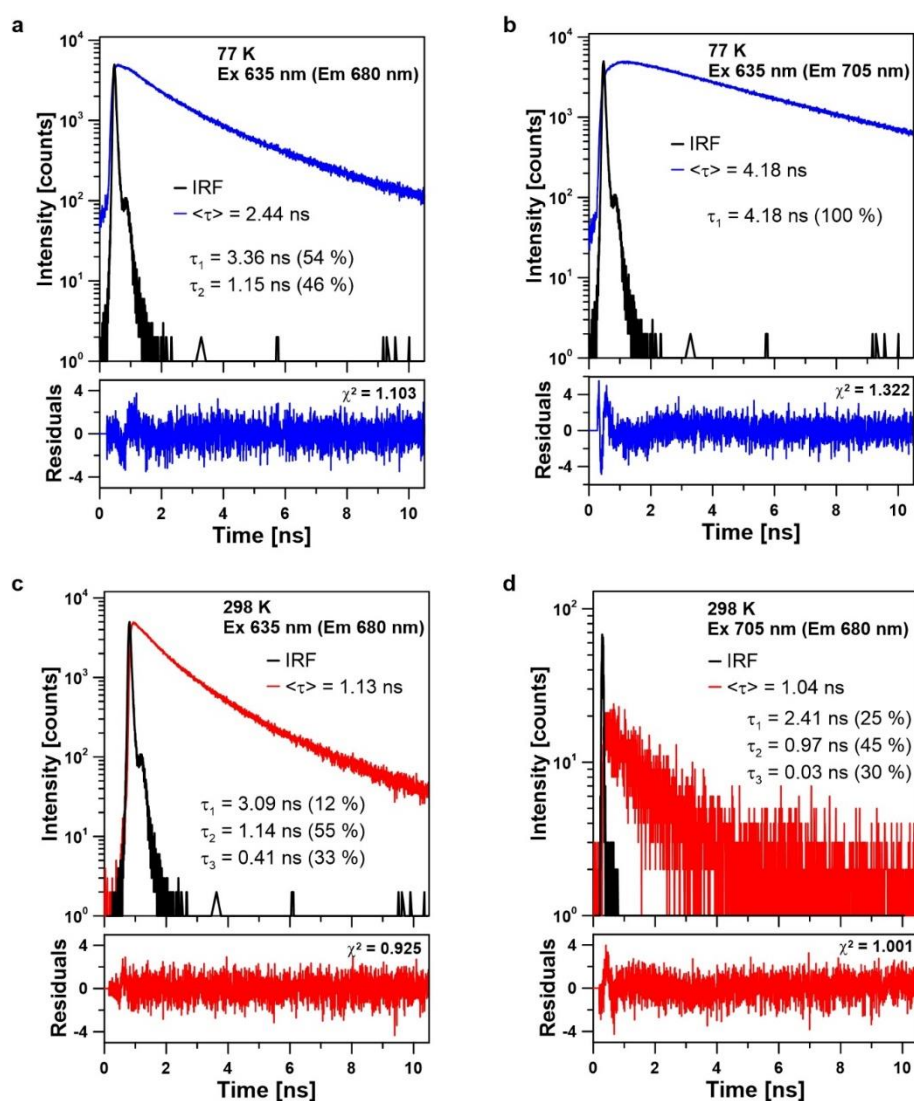 a
77 K
Ex 635 nm (Em 680 nm)
IRF
<τ> = 2.44 ns
τ₁ = 3.36 ns (54 %)
τ₂ = 1.15 ns (46 %)
Intensity [counts]
10⁴
10³
10²
10¹
10⁰
χ² = 1.103
Residuals
4
0
-4
0 2 4 6 8 10
Time [ns]
b
77 K
Ex 635 nm (Em 705 nm)
IRF
<τ> = 4.18 ns
τ₁ = 4.18 ns (100 %)
Intensity [counts]
10⁴
10³
10²
10¹
10⁰
χ² = 1.322
Residuals
4
0
-4
0 2 4 6 8 10
Time [ns]
c
298 K
Ex 635 nm (Em 680 nm)
IRF
<τ> = 1.13 ns
τ₁ = 3.09 ns (12 %)
τ₂ = 1.14 ns (55 %)
τ₃ = 0.41 ns (33 %)
Intensity [counts]
10⁴
10³
10²
10¹
10⁰
χ² = 0.925
Residuals
4
0
-4
0 2 4 6 8 10
Time [ns]
d
298 K
Ex 705 nm (Em 680 nm)
IRF
<τ> = 1.04 ns
τ₁ = 2.41 ns (25 %)
τ₂ = 0.97 ns (45 %)
τ₃ = 0.03 ns (30 %)
Intensity [counts]
10²
10¹
10⁰
χ² = 1.001
Residuals
4
0
-4
0 2 4 6 8 10
Time [ns]